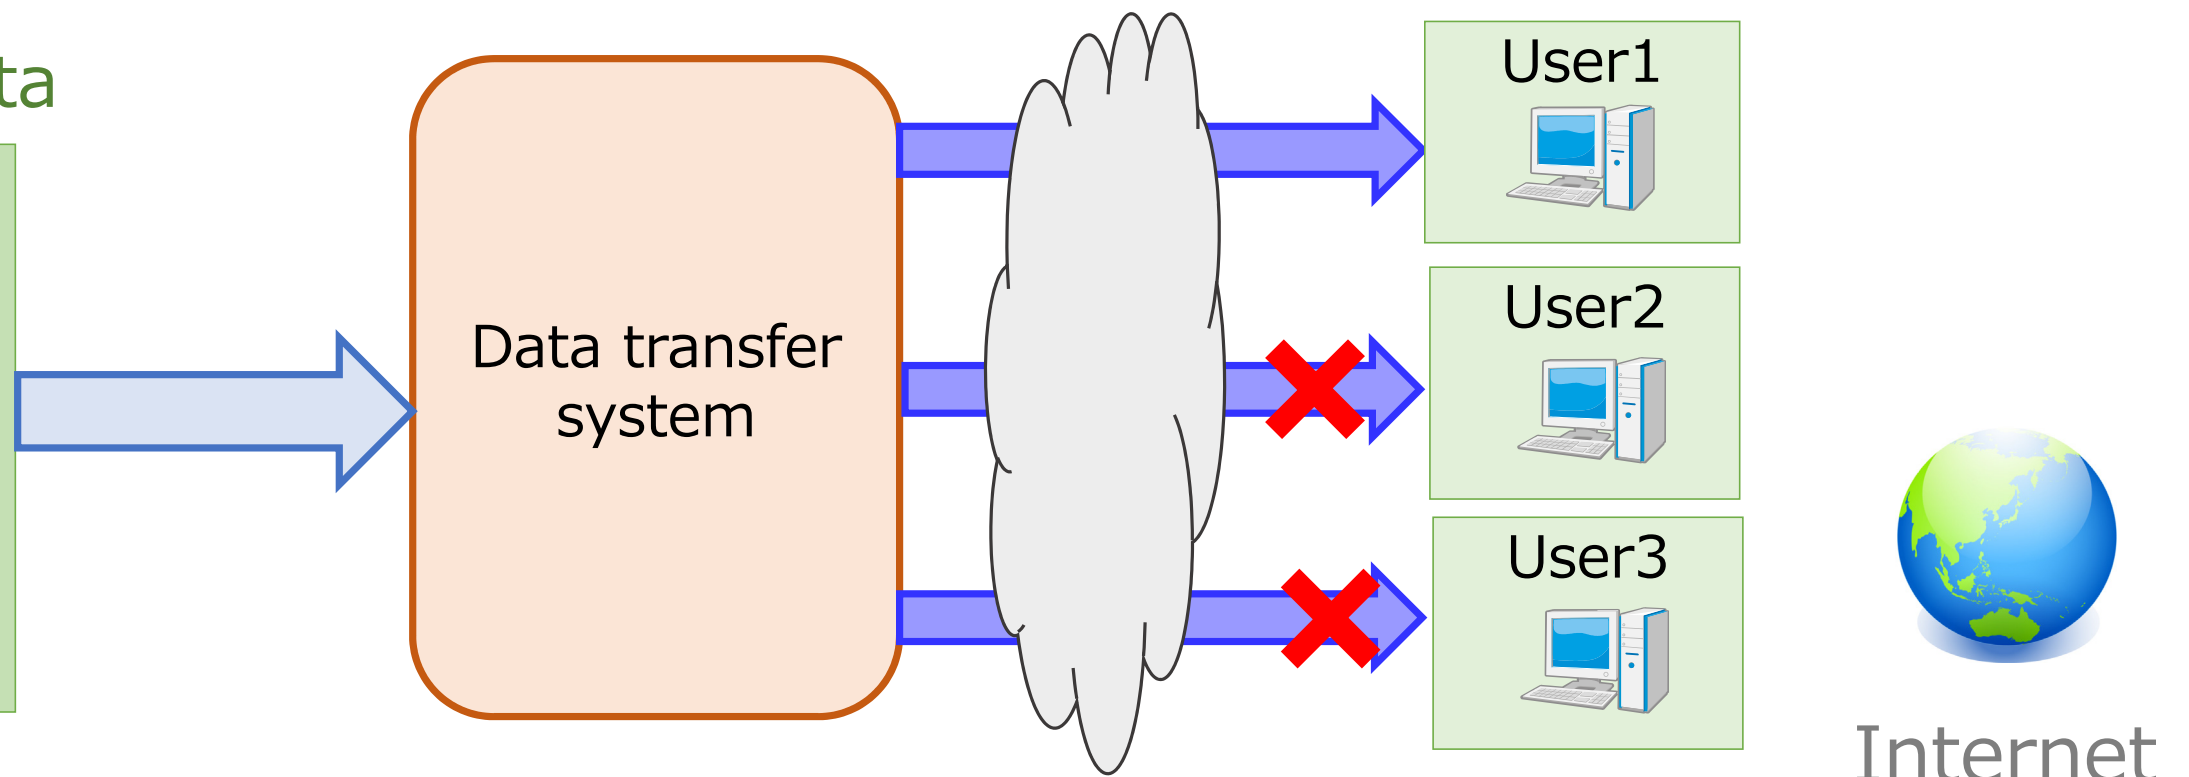 ta
User1
Data transfer
system
User2
User3
Internet